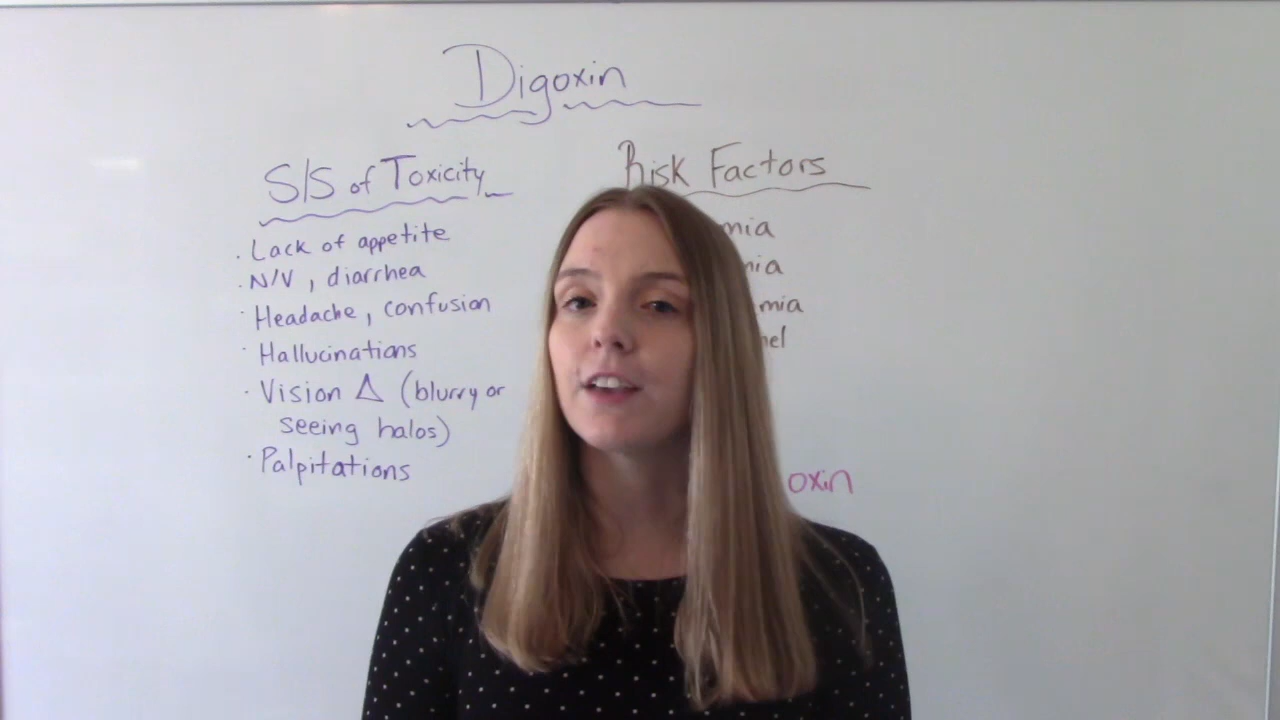 Digoxin
S/S of Toxicity
· Lack of appetite
· N/V, diarrhea
· Headache, confusion
· Hallucinations
· Vision Δ (blurry or
seeing halos)
· Palpitations
Risk Factors